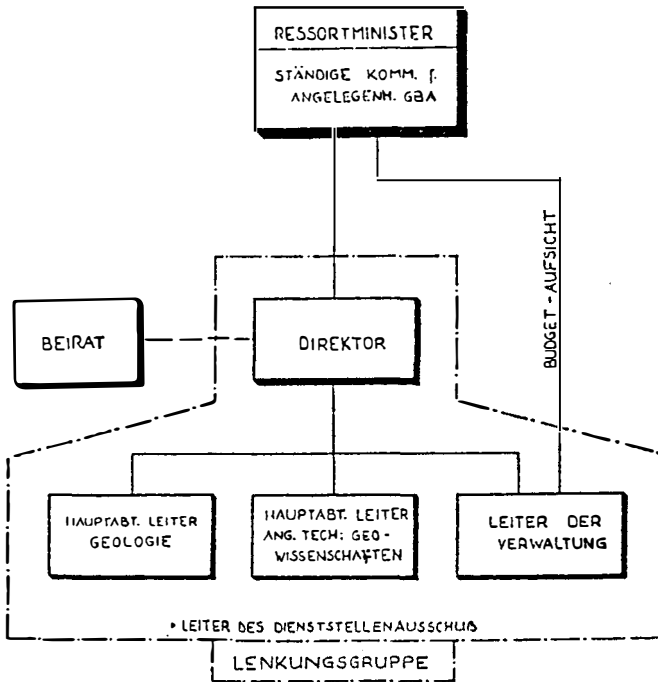 RESSORTMINISTER
STÄNDIGE KOMM. f.
ANGELEGENH. GBA
BUDGET-AUFSICHT
BEIRAT
DIREKTOR
HAUPTABT. LEITER
GEOLOGIE
HAUPTABT. LEITER
ANG. TECH: GEO-
WISSENSCHAFTEN
LEITER DER
VERWALTUNG
• LEITER DES DIENSTSTELLENAUSSCHUß
LENKUNGSGRUPPE